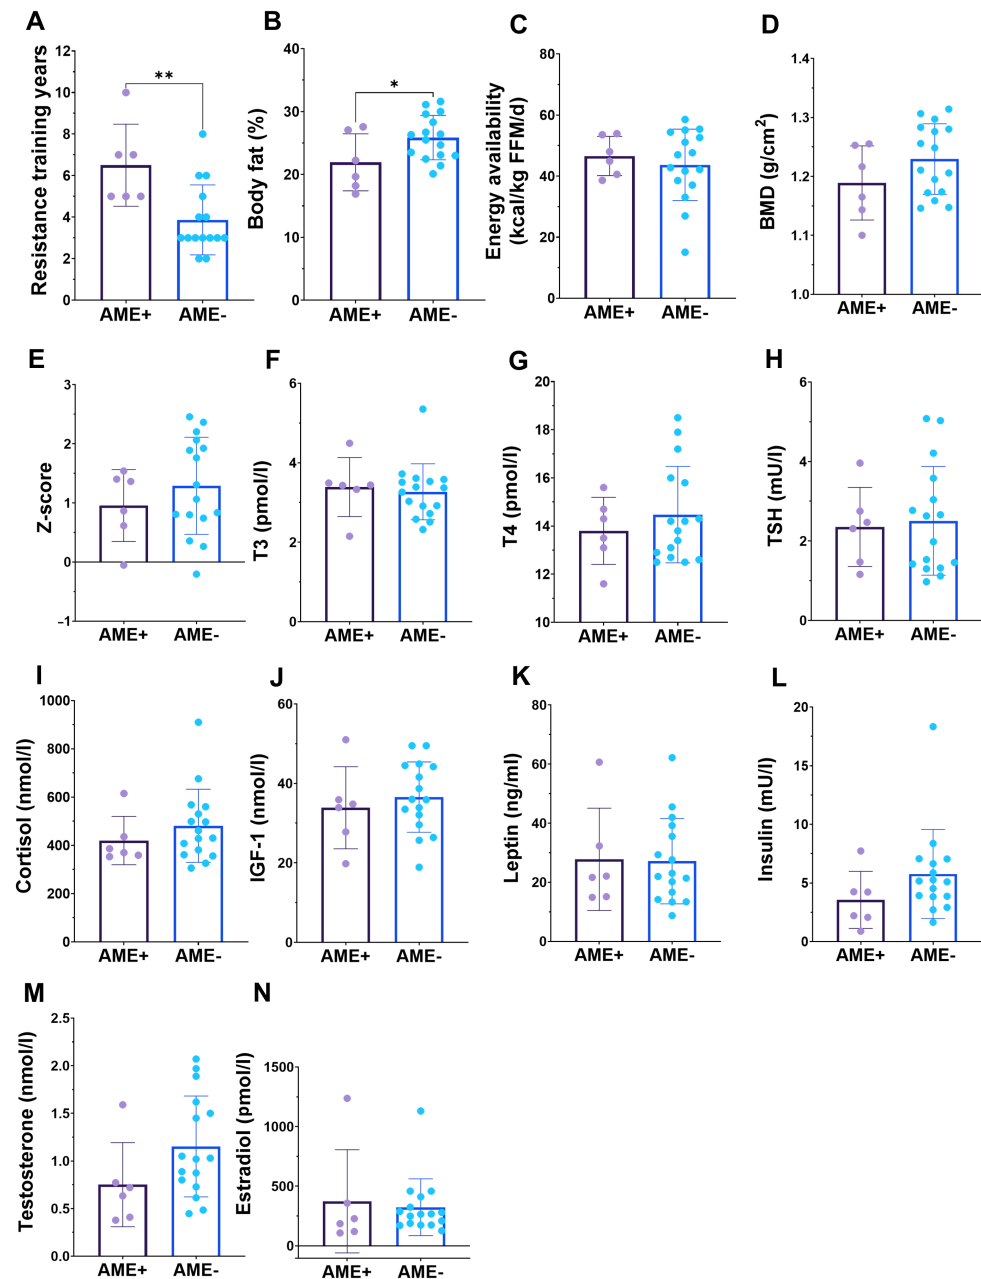 A
Resistance training years
12
10
8
6
4
2
0
**
AME+ AME-
B
Body fat (%)
40
30
20
10
0
*
AME+ AME-
C
Energy availability
(kcal/kg FFM/d)
80
60
40
20
0
AME+ AME-
D
BMD (g/cm²)
1.4
1.3
1.2
1.1
1.0
AME+ AME-
E
Z-score
3
2
1
0
-1
AME+ AME-
F
T3 (pmol/l)
6
4
2
0
AME+ AME-
G
T4 (pmol/l)
20
18
16
14
12
10
AME+ AME-
H
TSH (mU/l)
6
4
2
0
AME+ AME-
I
Cortisol (nmol/l)
1000
800
600
400
200
0
AME+ AME-
J
IGF-1 (nmol/l)
60
40
20
0
AME+ AME-
K
Leptin (ng/ml)
80
60
40
20
0
AME+ AME-
L
Insulin (mU/l)
20
15
10
5
0
AME+ AME-
M
Testosterone (nmol/l)
2.5
2.0
1.5
1.0
0.5
0.0
AME+ AME-
N
Estradiol (pmol/l)
1500
1000
500
0
AME+ AME-